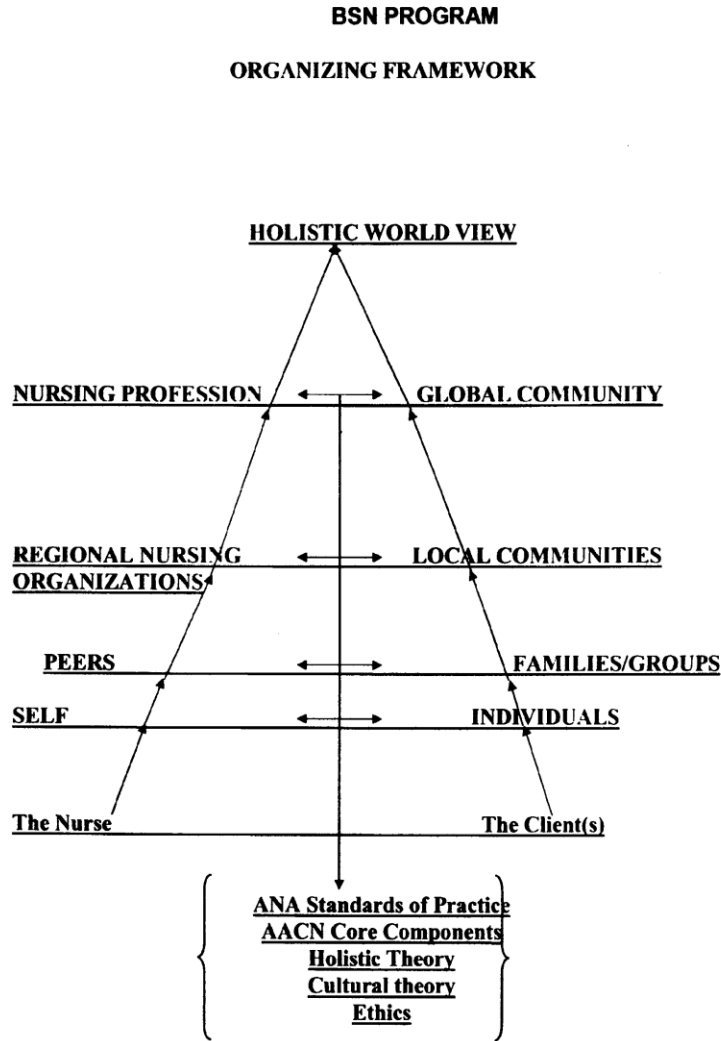 BSN PROGRAM
ORGANIZING FRAMEWORK
HOLISTIC WORLD VIEW
NURSING PROFESSION
GLOBAL COMMUNITY
REGIONAL NURSING
ORGANIZATIONS
LOCAL COMMUNITIES
PEERS
FAMILIES/GROUPS
SELF
INDIVIDUALS
The Nurse
The Client(s)
ANA Standards of Practice
AACN Core Components
Holistic Theory
Cultural theory
Ethics